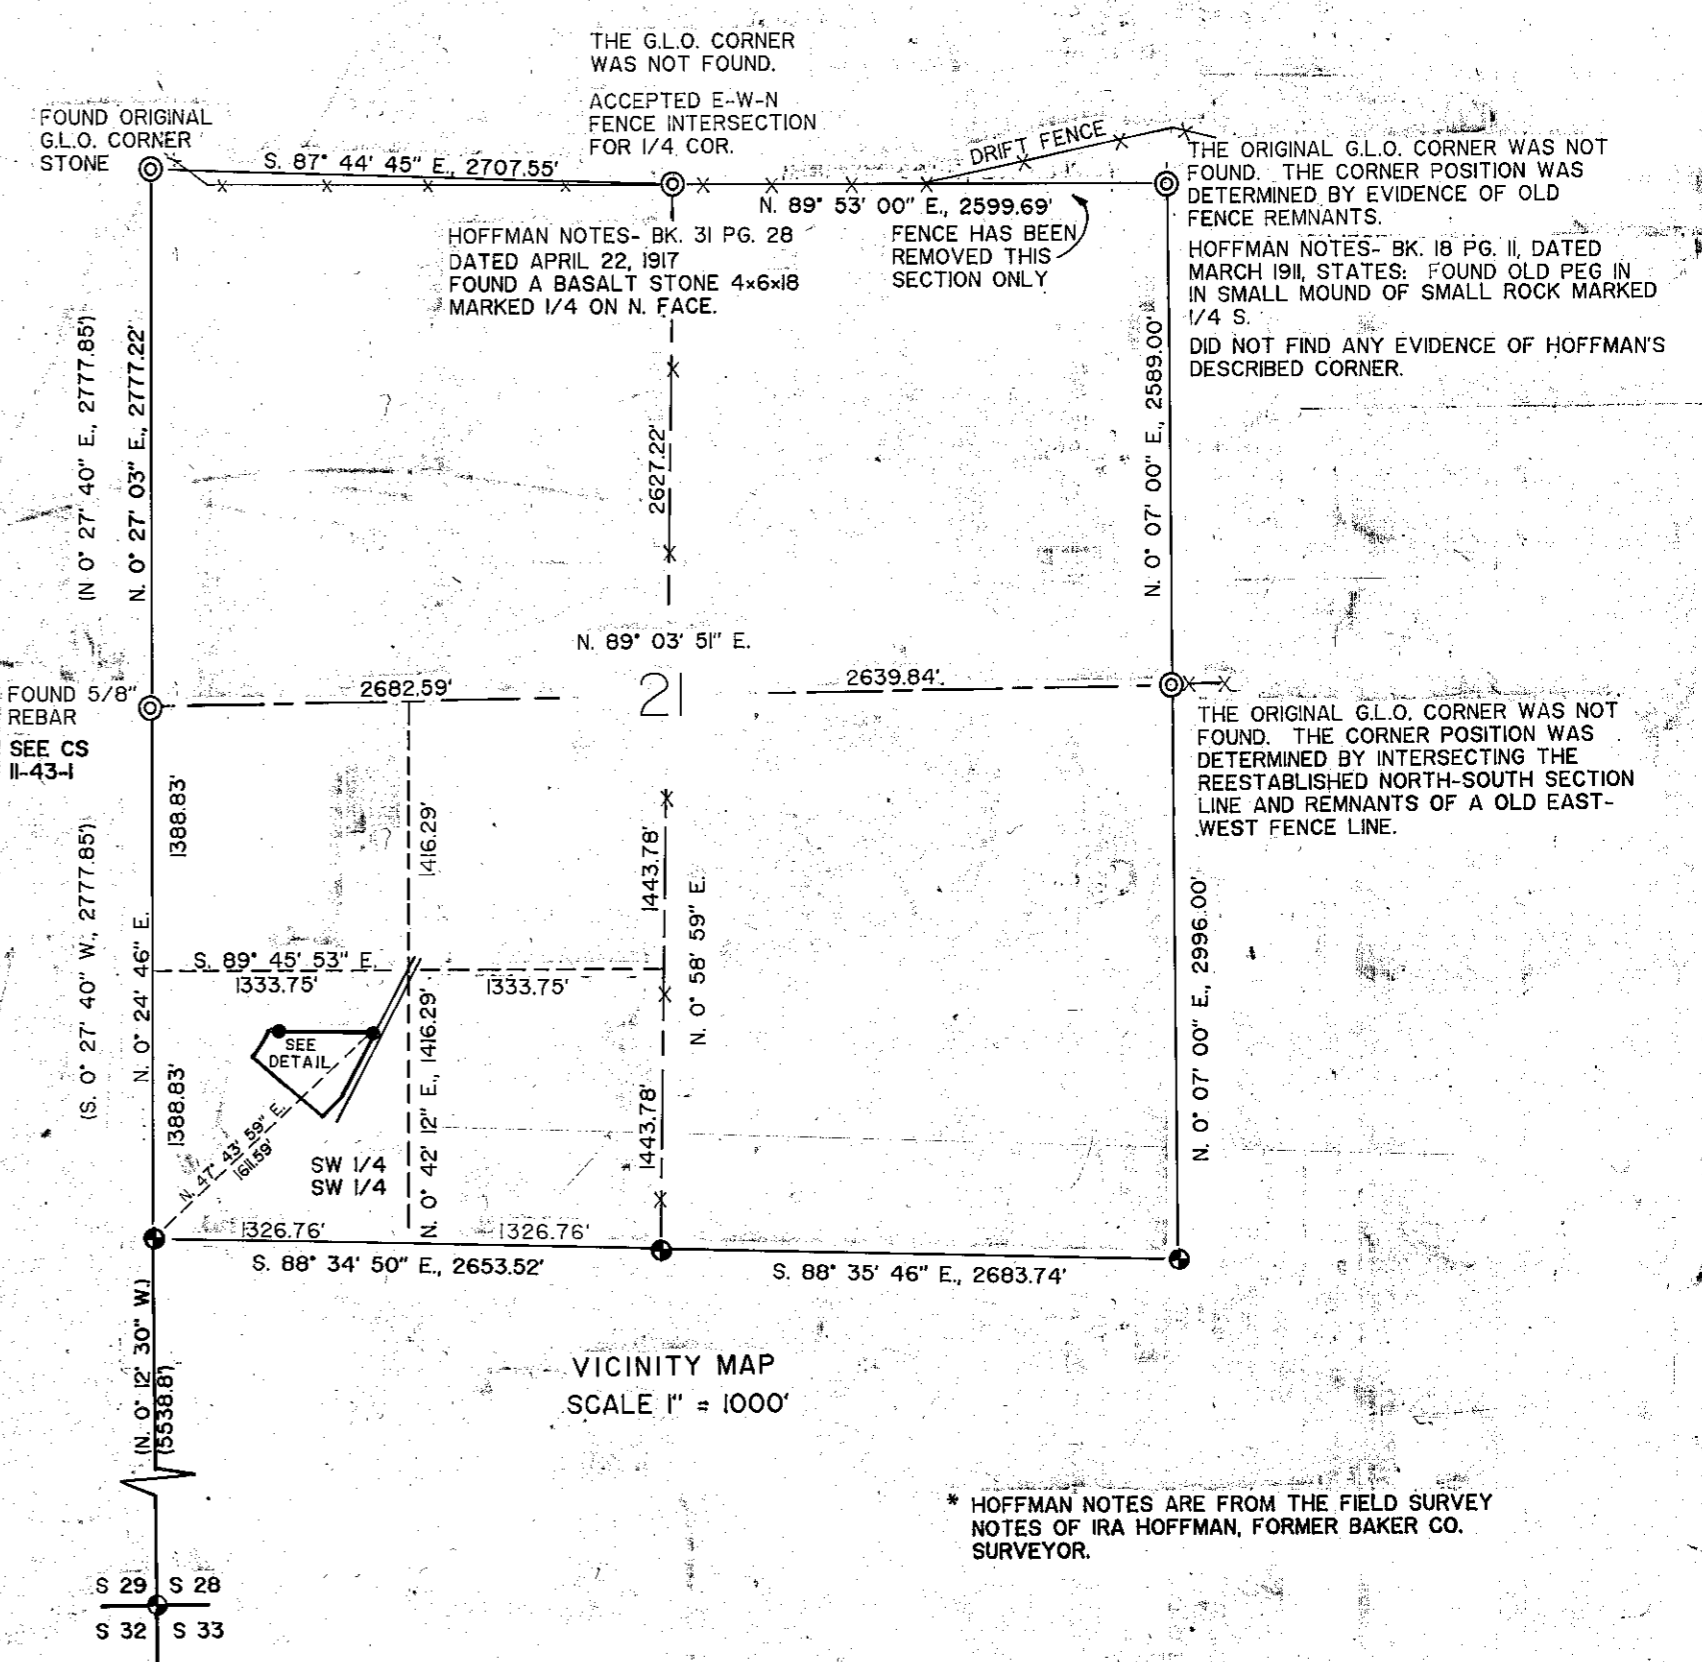 THE G.L.O. CORNER
WAS NOT FOUND.
ACCEPTED E-W-N
FENCE INTERSECTION
FOR 1/4 COR.
FOUND ORIGINAL
G.L.O. CORNER
STONE
S. 87° 44' 45" E., 2707.55'
DRIFT FENCE
N. 89° 53' 00" E., 2599.69'
THE ORIGINAL G.L.O. CORNER WAS NOT
FOUND. THE CORNER POSITION WAS
DETERMINED BY EVIDENCE OF OLD
FENCE REMNANTS.
HOFFMAN NOTES- BK. 18 PG. 11, DATED
MARCH 1911, STATES: FOUND OLD PEG IN
IN SMALL MOUND OF SMALL ROCK MARKED
1/4 S.
DID NOT FIND ANY EVIDENCE OF HOFFMAN'S
DESCRIBED CORNER.
HOFFMAN NOTES- BK. 31 PG. 28
DATED APRIL 22, 1917
FOUND A BASALT STONE 4x6x18
MARKED 1/4 ON N. FACE.
FENCE HAS BEEN
REMOVED THIS
SECTION ONLY
(N 0° 27' 40" E., 2777.85')
N. 0° 27' 03" E., 2777.22'
2627.22'
N. 0° 07' 00" E., 2589.00'
N. 89° 03' 51" E.
2682.59'
21
2639.84'
FOUND 5/8"
REBAR
SEE CS
11-43-1
THE ORIGINAL G.L.O. CORNER WAS NOT
FOUND. THE CORNER POSITION WAS
DETERMINED BY INTERSECTING THE
REESTABLISHED NORTH-SOUTH SECTION
LINE AND REMNANTS OF A OLD EAST-
WEST FENCE LINE.
(S. 0° 27' 40" W., 2777.85')
N. 0° 24' 46" E.
1388.83'
1416.29'
1443.78'
N. 0° 58' 59" E.
N. 0° 07' 00" E., 2996.00'
S. 89° 45' 53" E.
1333.75'
1333.75'
SEE
DETAIL
1388.83'
N. 47° 43' 59" E.
1611.59'
N. 0° 42' 12" E., 1416.29'
1443.78'
SW 1/4
SW 1/4
1326.76'
1326.76'
S. 88° 34' 50" E., 2653.52'
S. 88° 35' 46" E., 2683.74'
(N. 0° 12' 30" W.)
(5538.8')
VICINITY MAP
SCALE 1" = 1000'
* HOFFMAN NOTES ARE FROM THE FIELD SURVEY
NOTES OF IRA HOFFMAN, FORMER BAKER CO.
SURVEYOR.
S 29 S 28
S 32 S 33